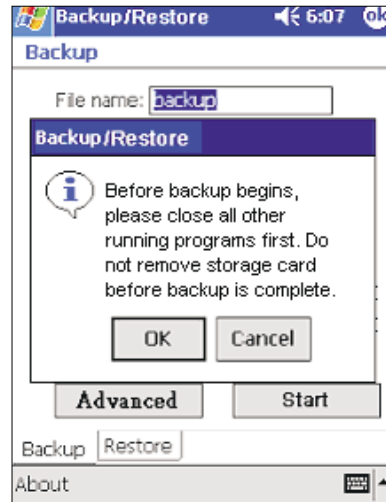 Backup/Restore 6:07 ok
Backup
File name: backup
Backup/Restore
Before backup begins,
please close all other
running programs first. Do
not remove storage card
before backup is complete.
OK Cancel
Advanced Start
Backup Restore
About